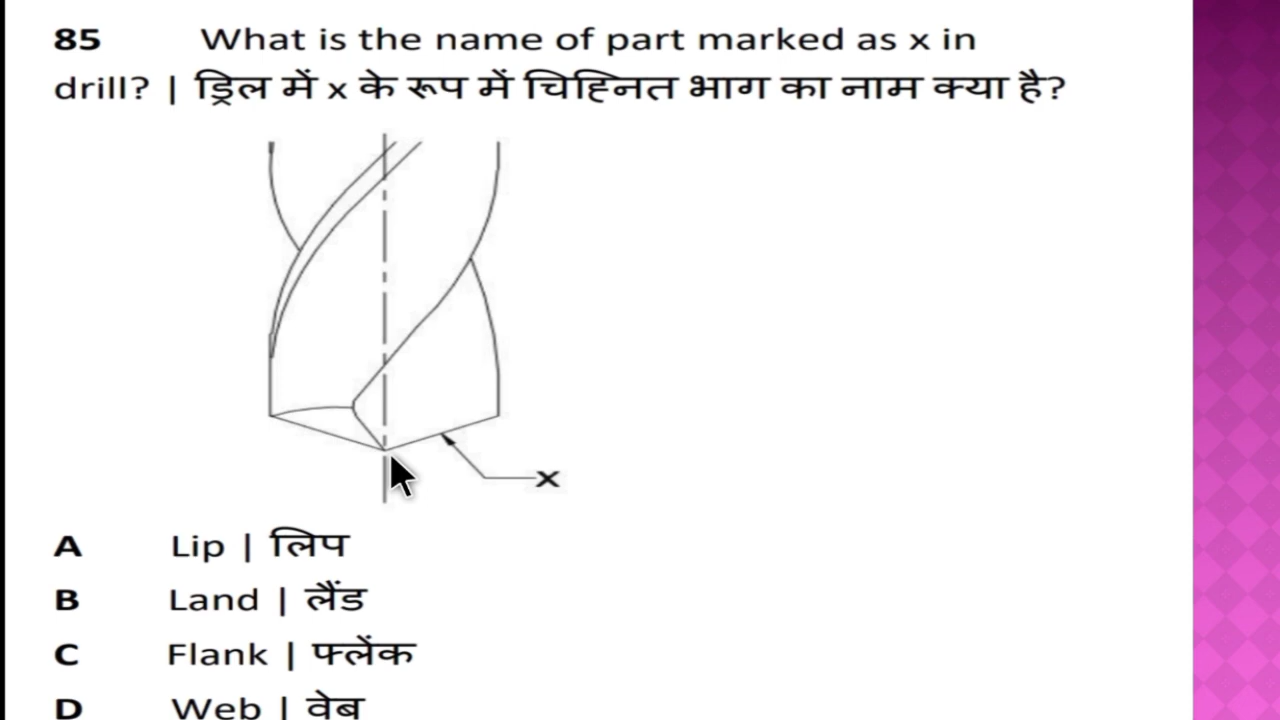 85 What is the name of part marked as x in
drill? | ड्रिल में x के रूप में चिह्नित भाग का नाम क्या है?
x
A Lip | लिप
B Land | लैंड
C Flank | फ्लेंक
D Web | वेब